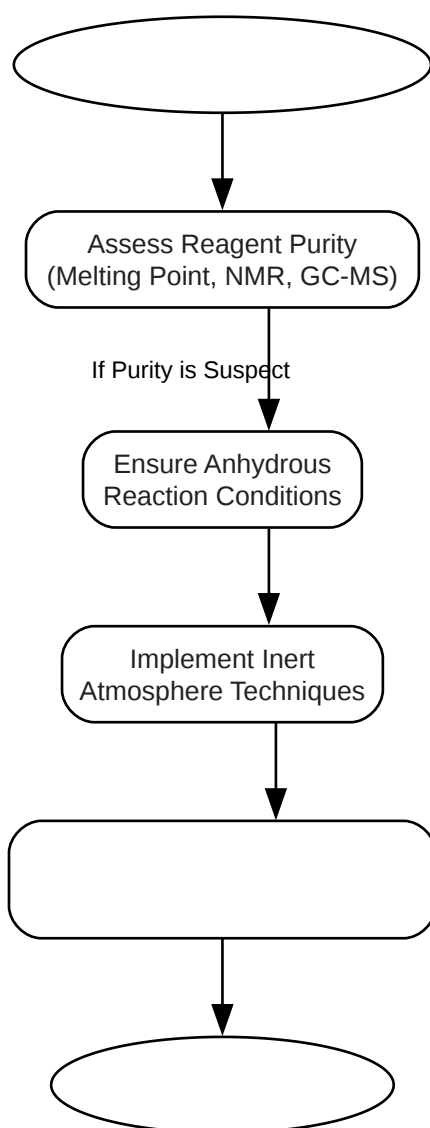 Assess Reagent Purity
(Melting Point, NMR, GC-MS)
If Purity is Suspect
Ensure Anhydrous
Reaction Conditions
Implement Inert
Atmosphere Techniques